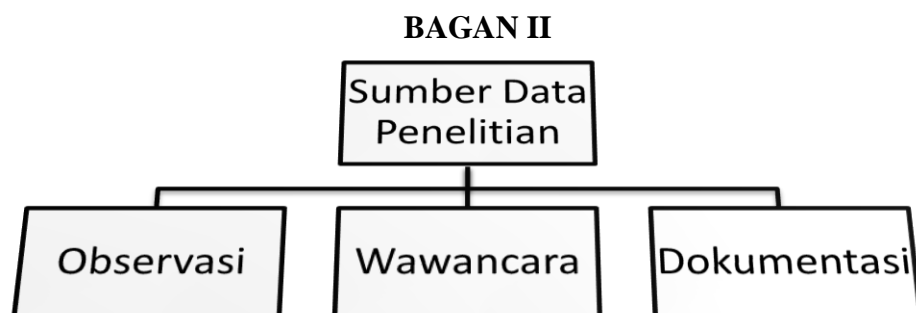 BAGAN II
Sumber Data
Penelitian
Observasi
Wawancara
Dokumentasi